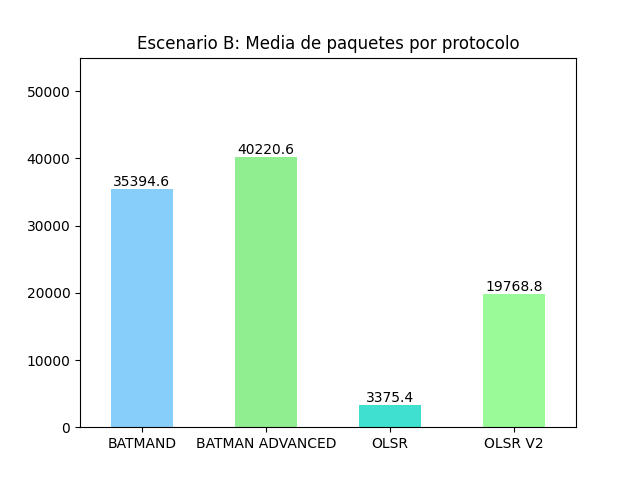 Escenario B: Media de paquetes por protocolo
50000
40000
30000
20000
10000
0
35394.6
40220.6
3375.4
19768.8
BATMAND
BATMAN ADVANCED
OLSR
OLSR V2